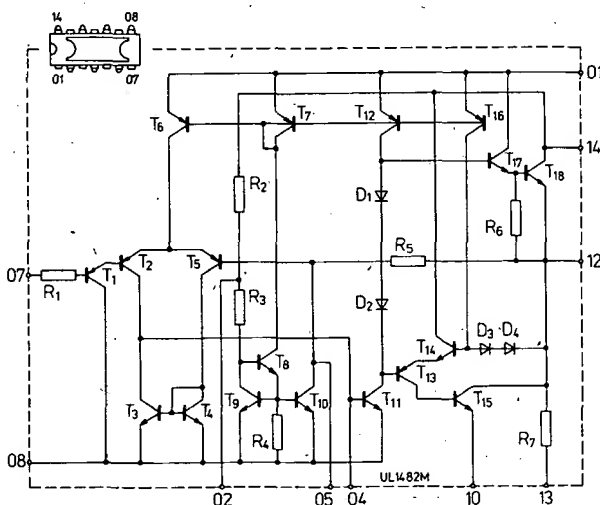 14 08
01 07
01
T6 T7 T12 T16
14
T17 T18
R2 D1 R6
T2 T5 R5 12
07
R1 T1
R3 D2
T14 D3 D4
T8 T13
T3 T4 T9 R4 T10 T11 T15 R7
08
UL1482M
02 05 04 10 13